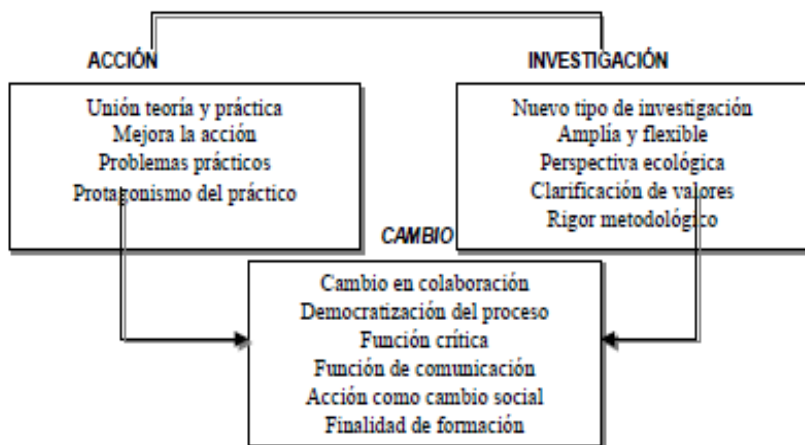 ACCIÓN
Unión teoría y práctica
Mejora la acción
Problemas prácticos
Protagonismo del práctico
INVESTIGACIÓN
Nuevo tipo de investigación
Amplía y flexible
Perspectiva ecológica
Clarificación de valores
Rigor metodológico
CAMBIO
Cambio en colaboración
Democratización del proceso
Función crítica
Función de comunicación
Acción como cambio social
Finalidad de formación